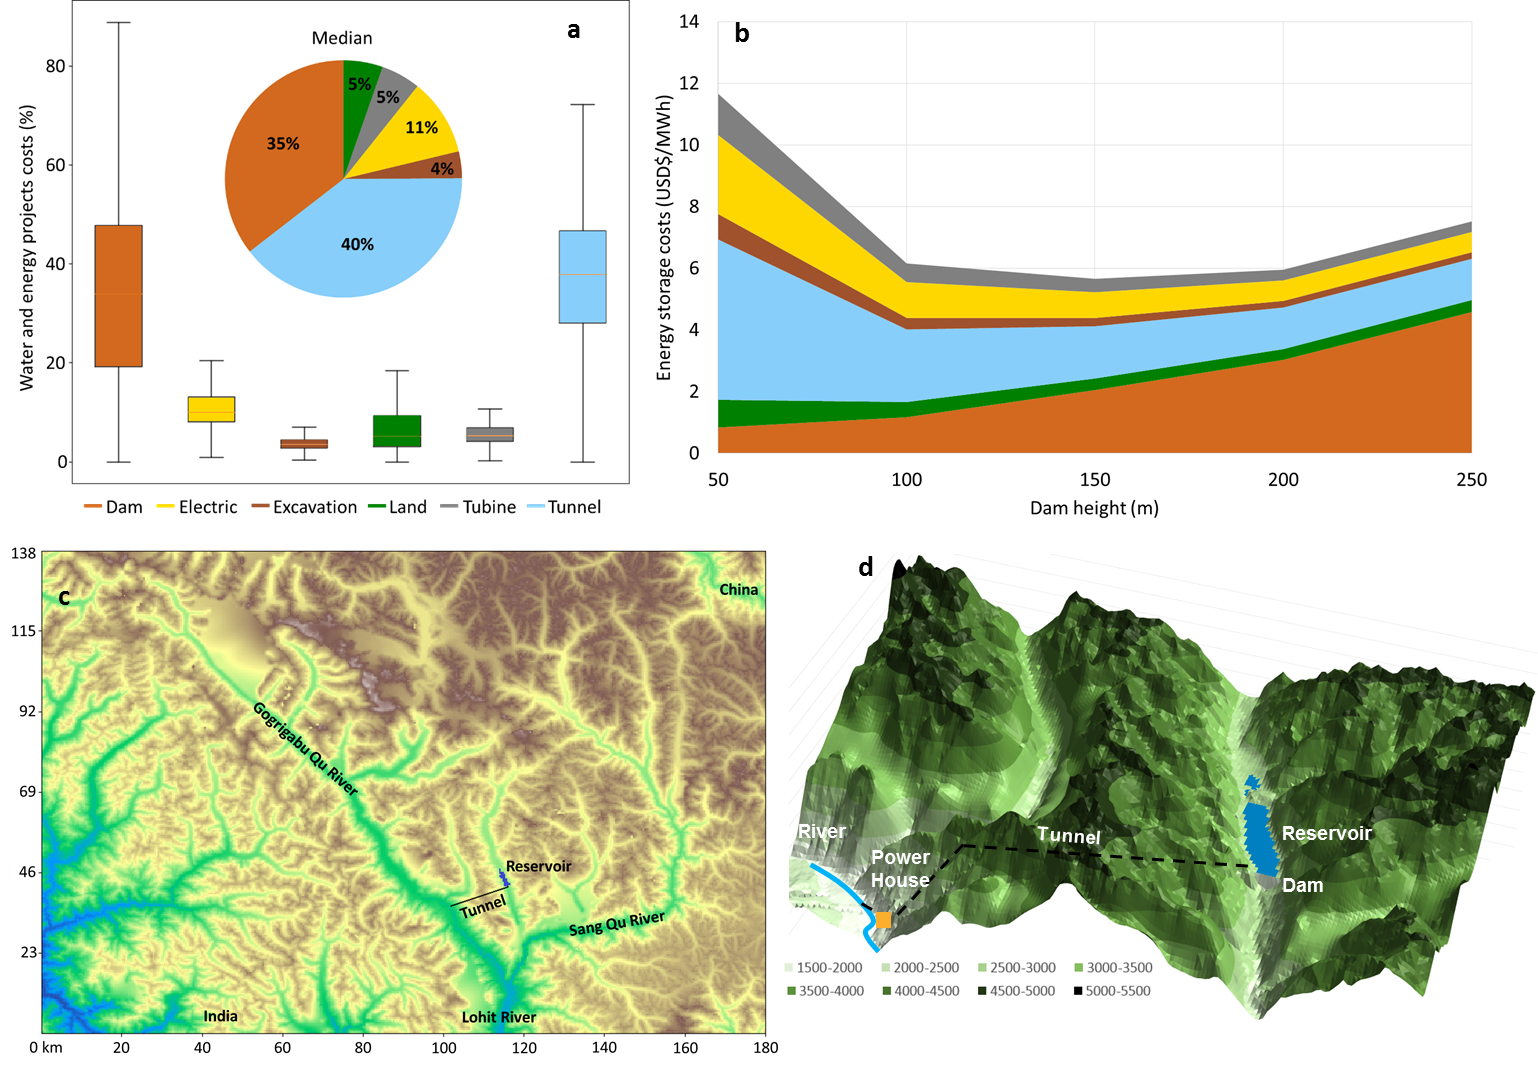 a
Median
Water and energy projects costs (%)
80
60
40
20
0
5%
5%
11%
4%
40%
35%
Dam
Electric
Excavation
Land
Tubine
Tunnel
b
Energy storage costs (USD$/MWh)
14
12
10
8
6
4
2
0
50
100
150
200
250
Dam height (m)
c
138
115
92
69
46
23
0 km
20
40
60
80
100
120
140
160
180
China
Gogrigabu Qu River
Reservoir
Tunnel
Sang Qu River
India
Lohit River
d
River
Power
House
Tunnel
Reservoir
Dam
1500-2000
2000-2500
2500-3000
3000-3500
3500-4000
4000-4500
4500-5000
5000-5500